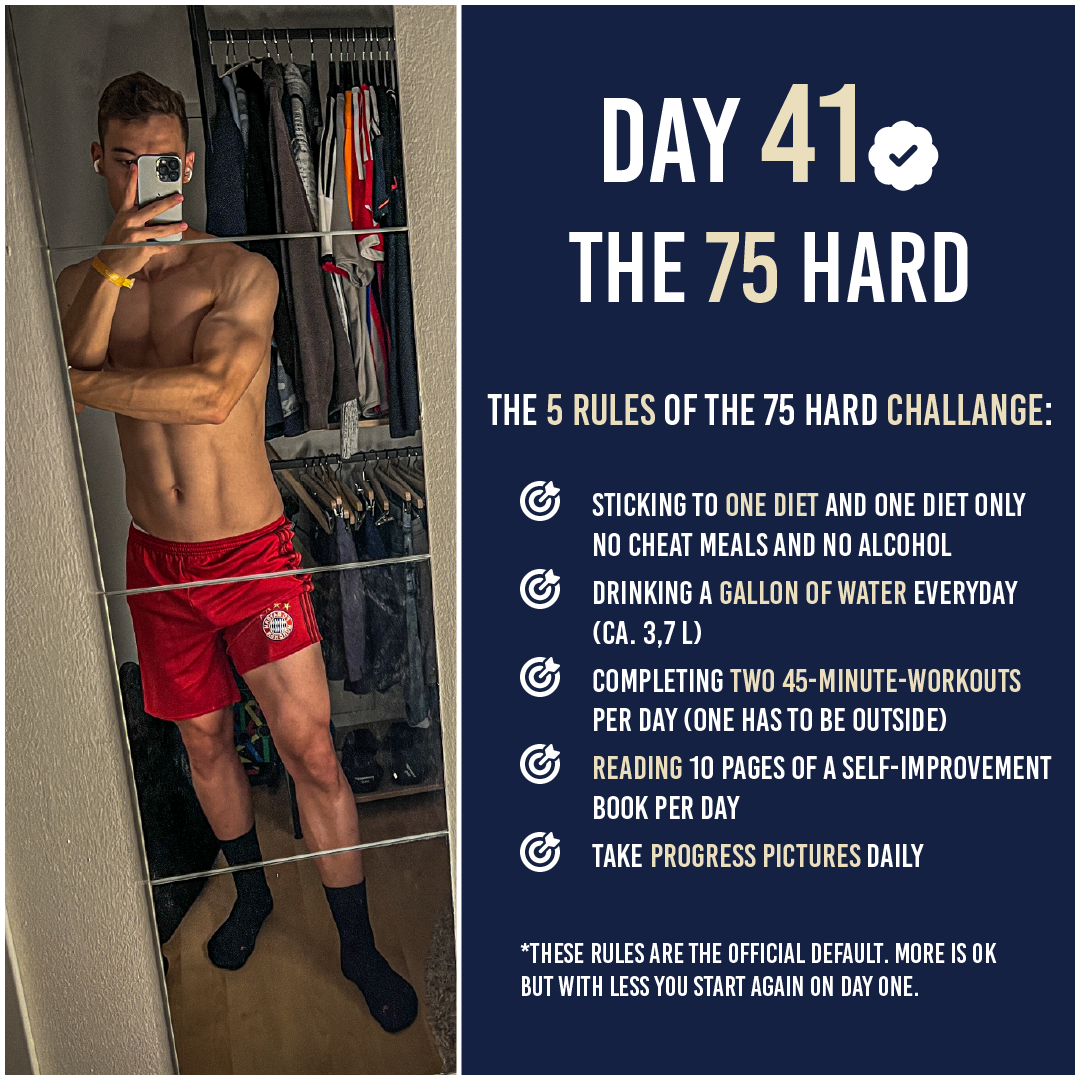 DAY 41
THE 75 HARD
THE 5 RULES OF THE 75 HARD CHALLANGE:
STICKING TO ONE DIET AND ONE DIET ONLY
NO CHEAT MEALS AND NO ALCOHOL
DRINKING A GALLON OF WATER EVERYDAY
(CA. 3,7 L)
COMPLETING TWO 45-MINUTE-WORKOUTS
PER DAY (ONE HAS TO BE OUTSIDE)
READING 10 PAGES OF A SELF-IMPROVEMENT
BOOK PER DAY
TAKE PROGRESS PICTURES DAILY
*THESE RULES ARE THE OFFICIAL DEFAULT. MORE IS OK
BUT WITH LESS YOU START AGAIN ON DAY ONE.